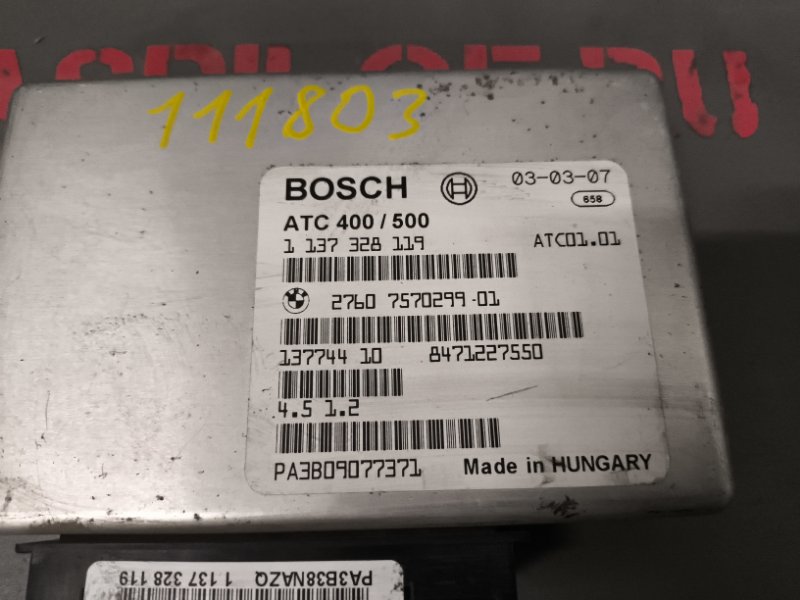 111803
BOSCH
03-03-07
658
ATC 400 / 500
1 137 328 119
ATC01.01
2760 7570299-01
137744 10 8471227550
4.5 1.2
PA3B09077371 Made in HUNGARY
PA3B38NAZQ 1 137 328 119